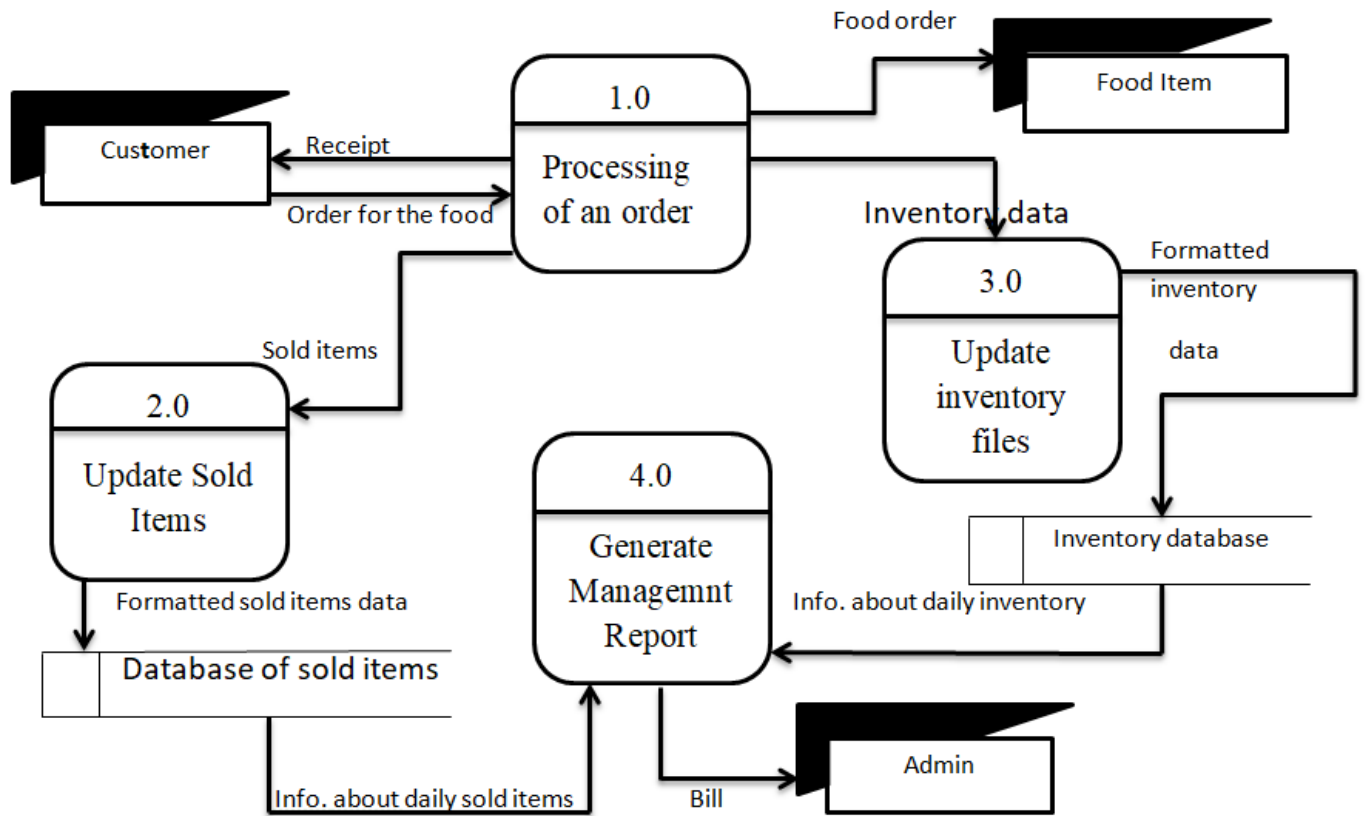 Food order
Food Item
1.0
Customer
Receipt
Processing
of an order
Order for the food
Inventory data
Formatted
inventory
data
3.0
Update
inventory
files
Sold items
2.0
Update Sold
Items
4.0
Generate
Managemnt
Report
Inventory database
Formatted sold items data
Info. about daily inventory
Database of sold items
Admin
Info. about daily sold items
Bill